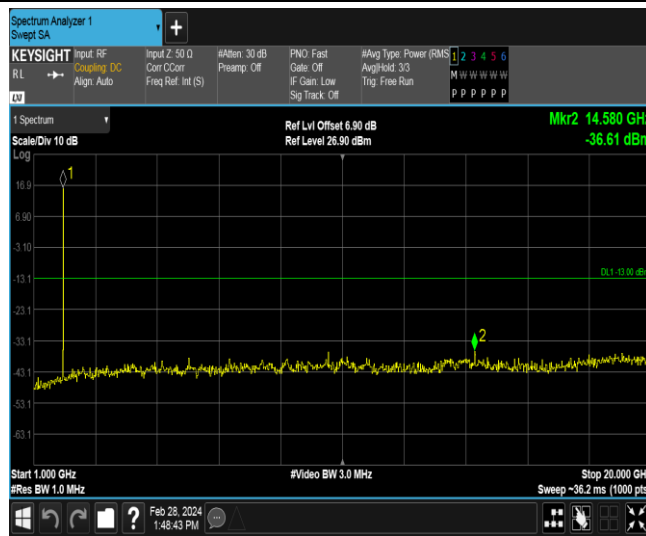 Spectrum Analyzer 1
Swept SA
+
KEYSIGHT
RL
LXI
Input: RF
Coupling: DC
Align: Auto
Input Z: 50 Ω
Corr CCorr
Freq Ref: Int (S)
#Atten: 30 dB
Preamp: Off
PNO: Fast
Gate: Off
IF Gain: Low
Sig Track: Off
#Avg Type: Power (RMS
Avg|Hold: 3/3
Trig: Free Run
1 2 3 4 5 6
M W W W W W
P P P P P P
1 Spectrum
Scale/Div 10 dB
Log
Ref Lvl Offset 6.90 dB
Ref Level 26.90 dBm
Mkr2 14.580 GHz
-36.61 dBm
1
16.9
6.90
-3.10
-13.1
DL1 -13.00 dBm
-23.1
-33.1
2
-43.1
-53.1
-63.1
Start 1.000 GHz
#Res BW 1.0 MHz
#Video BW 3.0 MHz
Stop 20.000 GHz
Sweep ~36.2 ms (1000 pts)
?
Feb 28, 2024
1:48:43 PM